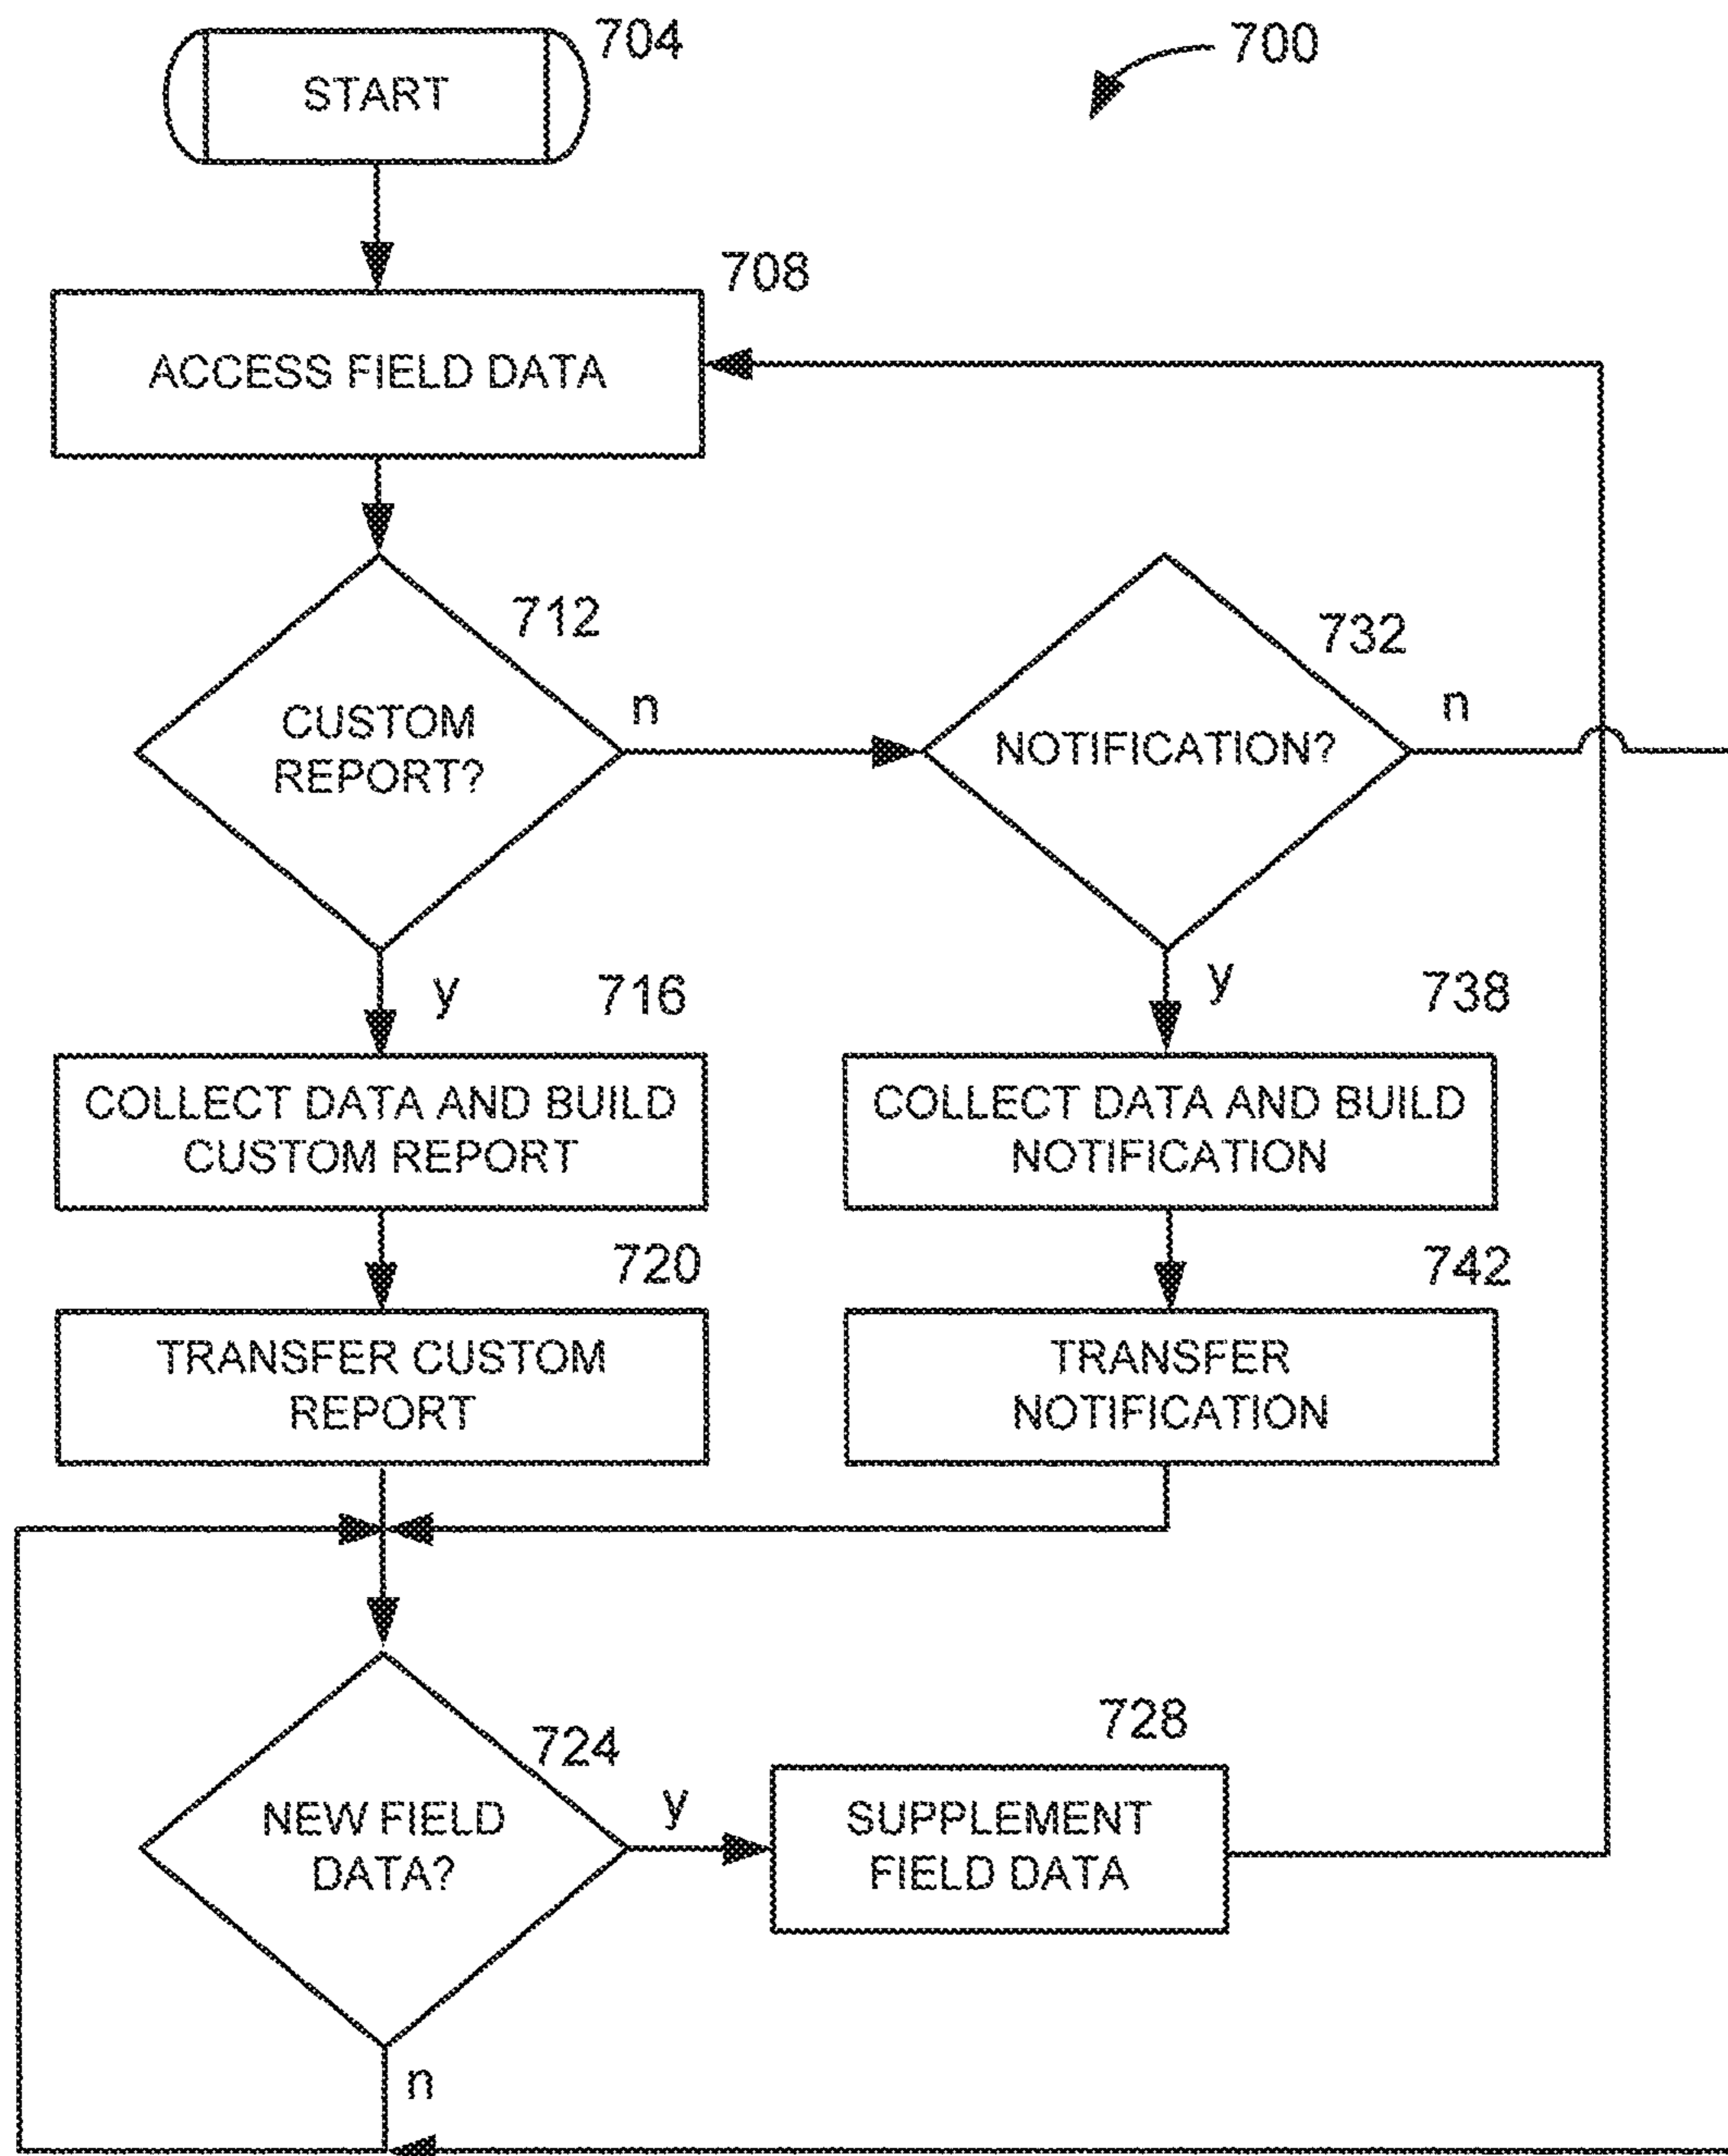 704
700
START
708
ACCESS FIELD DATA
712
732
n
n
CUSTOM
REPORT?
NOTIFICATION?
y
716
y
738
COLLECT DATA AND BUILD
CUSTOM REPORT
COLLECT DATA AND BUILD
NOTIFICATION
720
742
TRANSFER CUSTOM
REPORT
TRANSFER
NOTIFICATION
724
728
y
NEW FIELD
DATA?
SUPPLEMENT
FIELD DATA
n